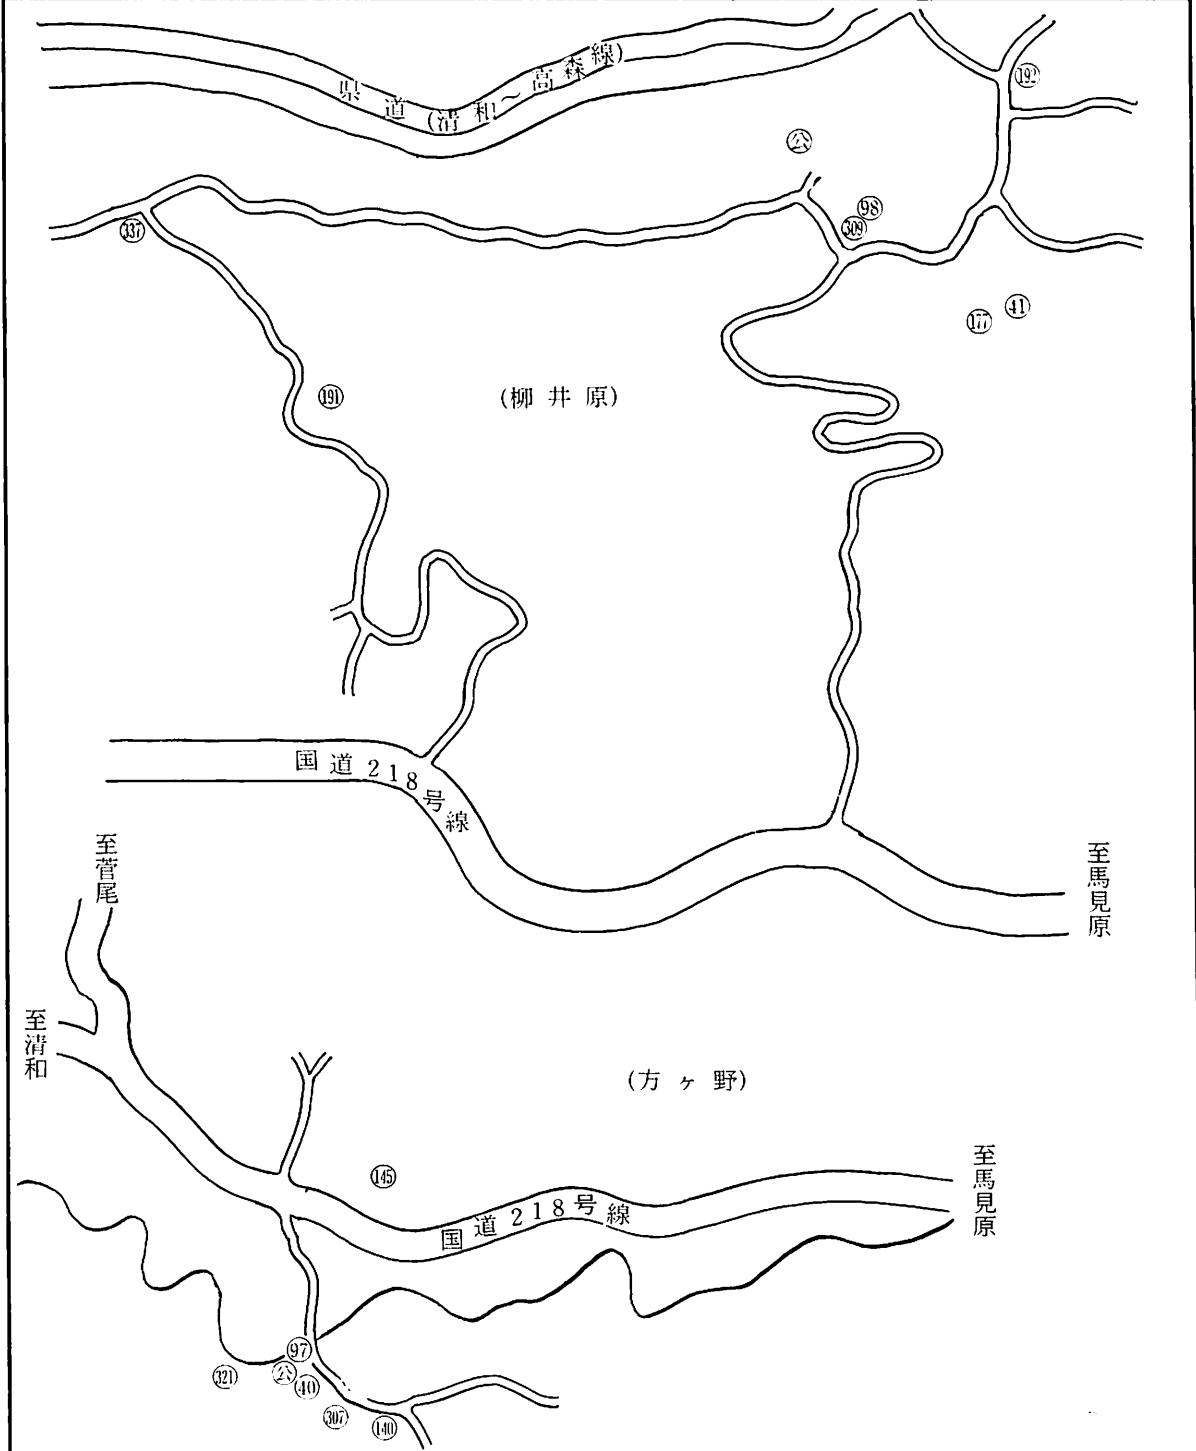 県道(清和～高森線)
192
公
98
309
337
41
177
191
(柳井原)
国道218号線
至菅尾
至馬見原
至清和
(方ヶ野)
145
至馬見原
国道218号線
97
公
40
321
307
140